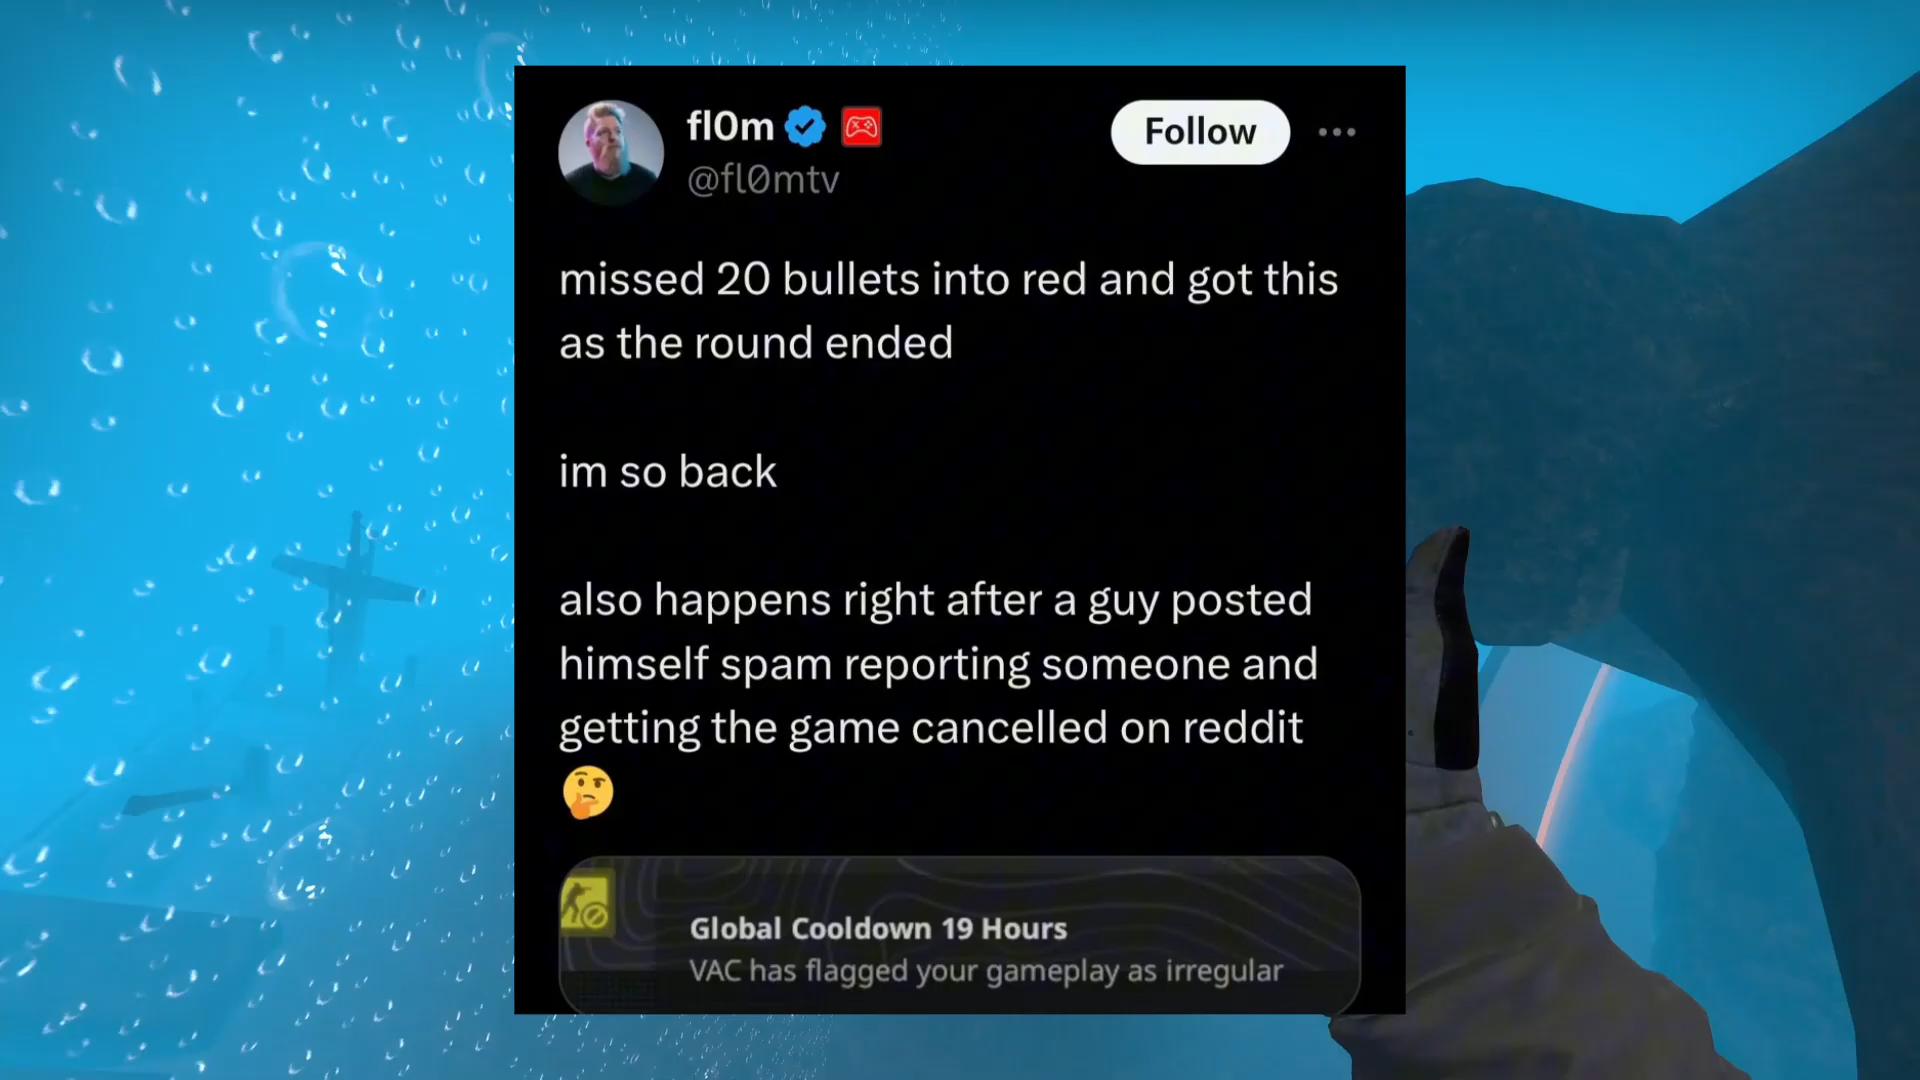 fl0m
Follow
@fl0mtv
missed 20 bullets into red and got this
as the round ended
im so back
also happens right after a guy posted
himself spam reporting someone and
getting the game cancelled on reddit
🤔
Global Cooldown 19 Hours
VAC has flagged your gameplay as irregular